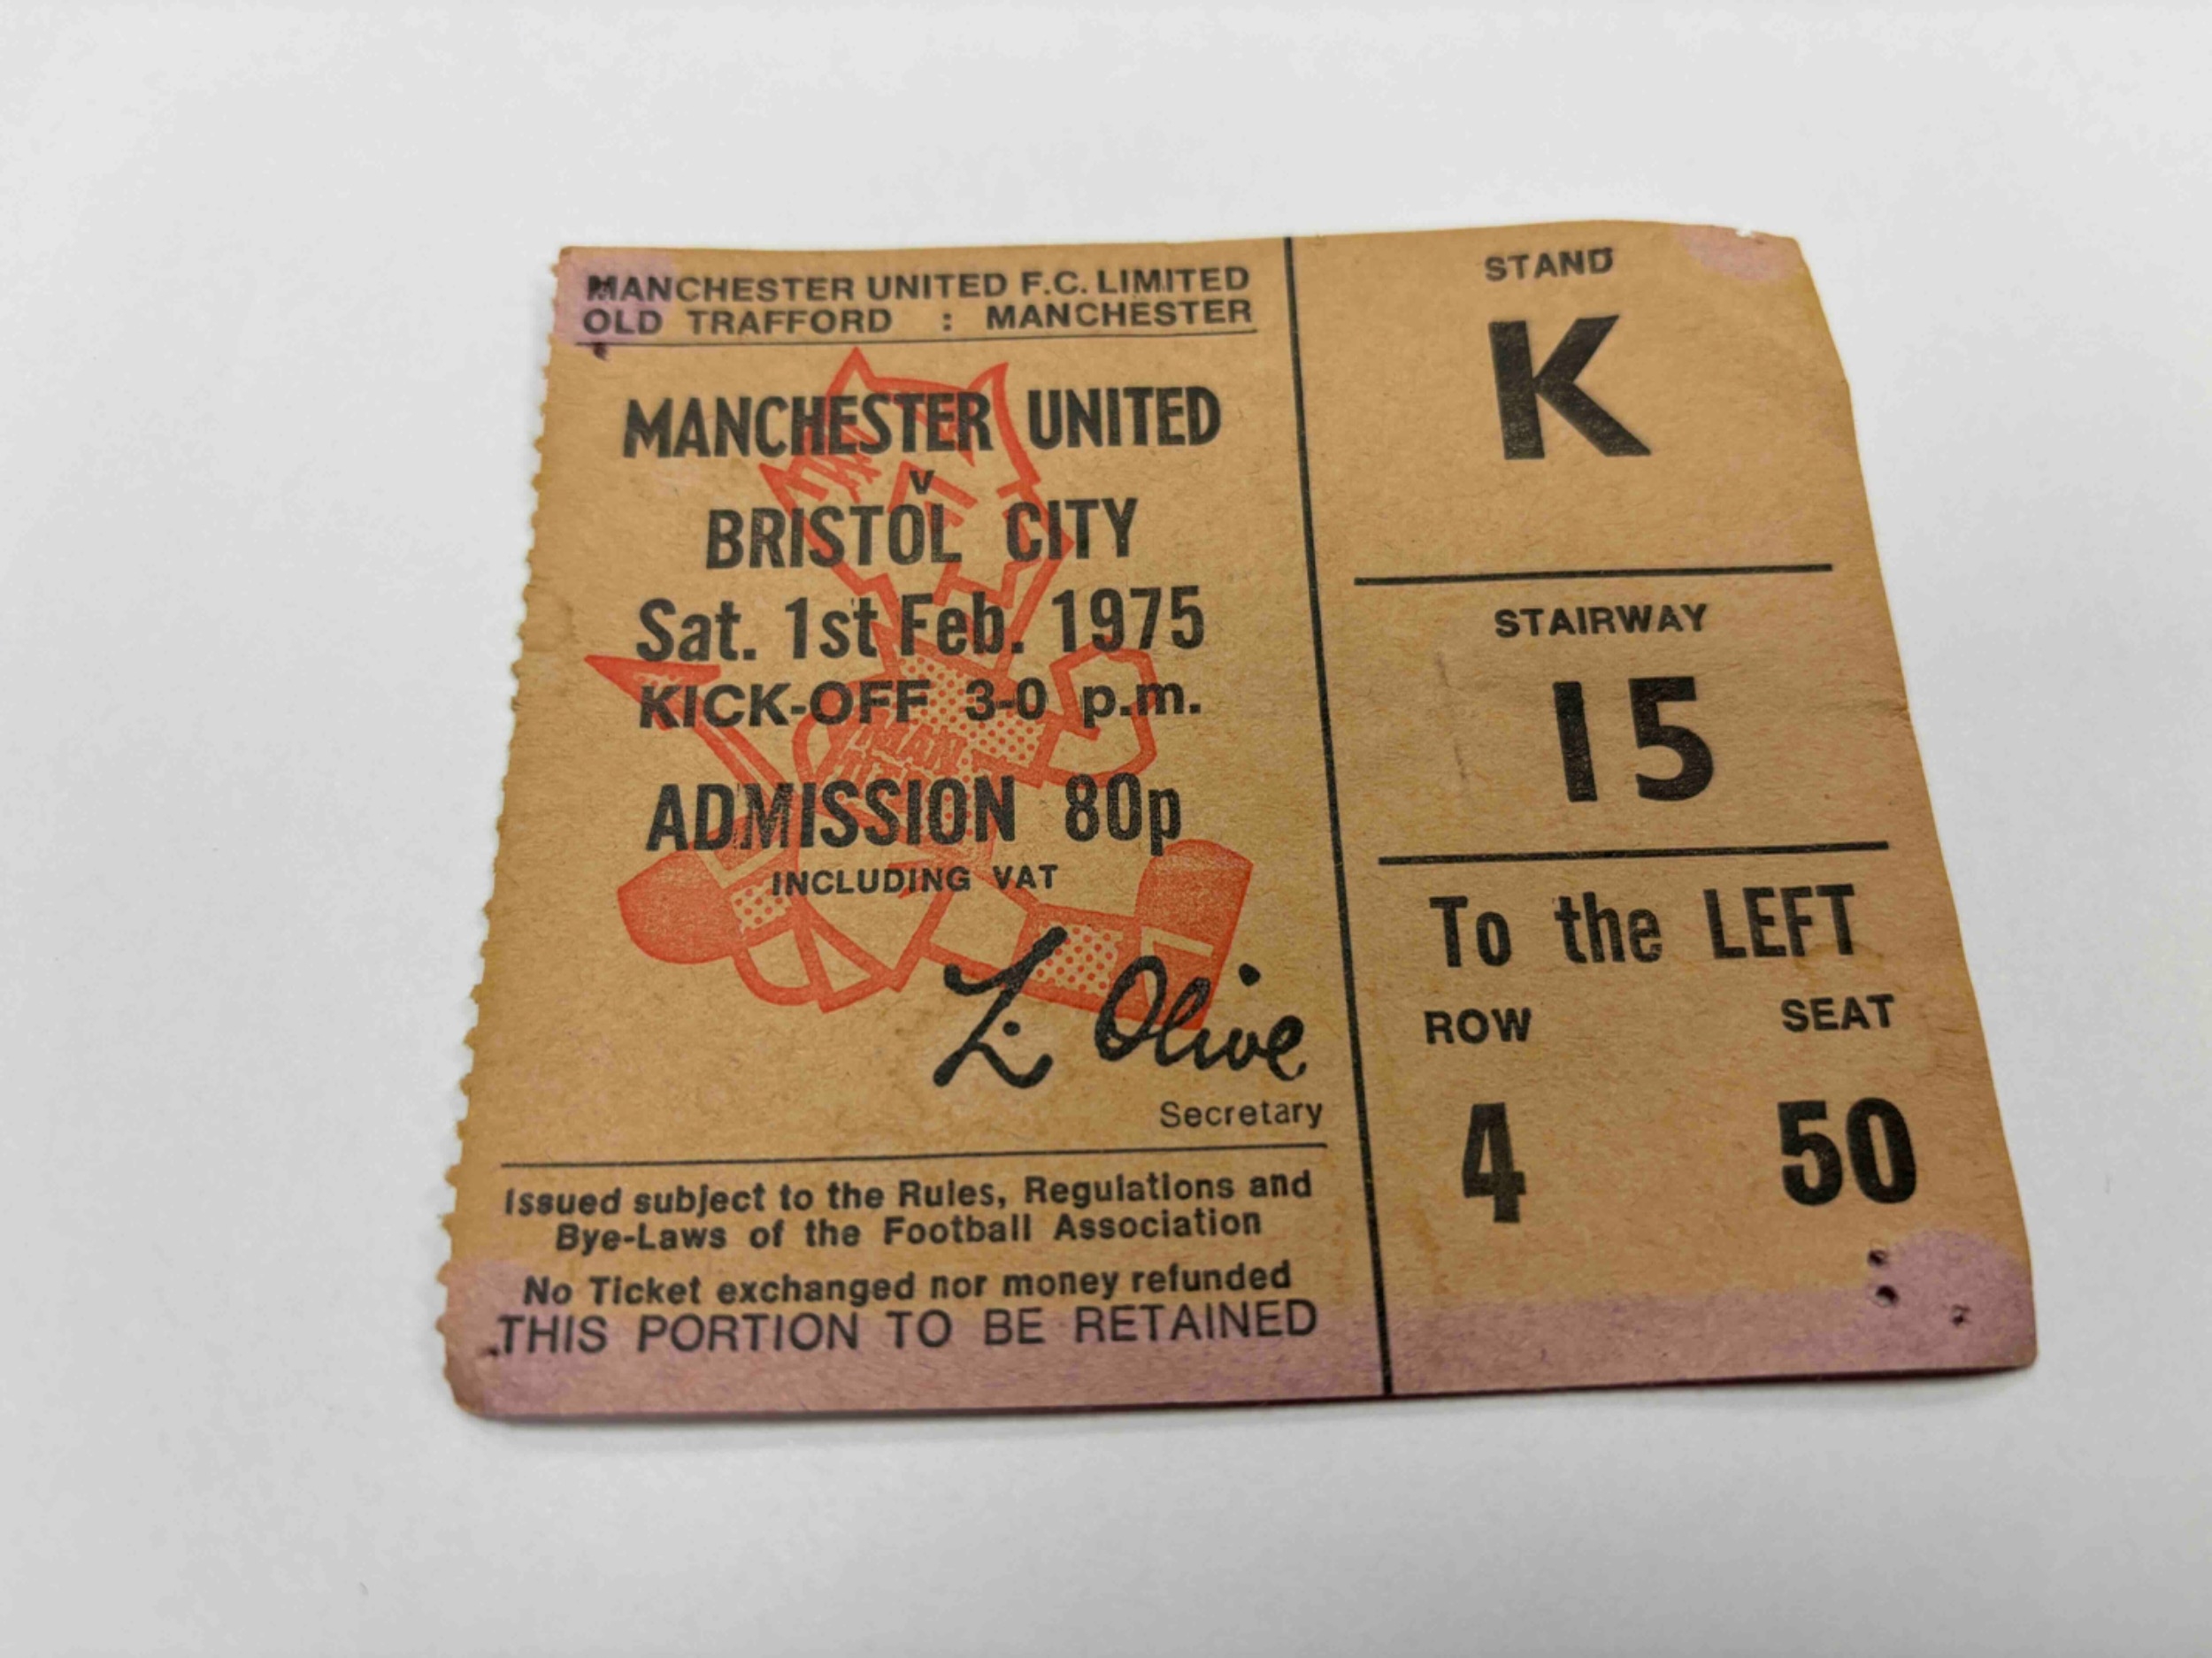 MANCHESTER UNITED F.C. LIMITED
OLD TRAFFORD : MANCHESTER
MANCHESTER UNITED
v
BRISTOL CITY
Sat. 1st Feb. 1975
KICK-OFF 3-0 p.m.
MAN
ADMISSION 80p
INCLUDING VAT
L. Olive
Secretary
Issued subject to the Rules, Regulations and
Bye-Laws of the Football Association
No Ticket exchanged nor money refunded
THIS PORTION TO BE RETAINED
STAND
K
STAIRWAY
15
To the LEFT
ROW SEAT
4 50